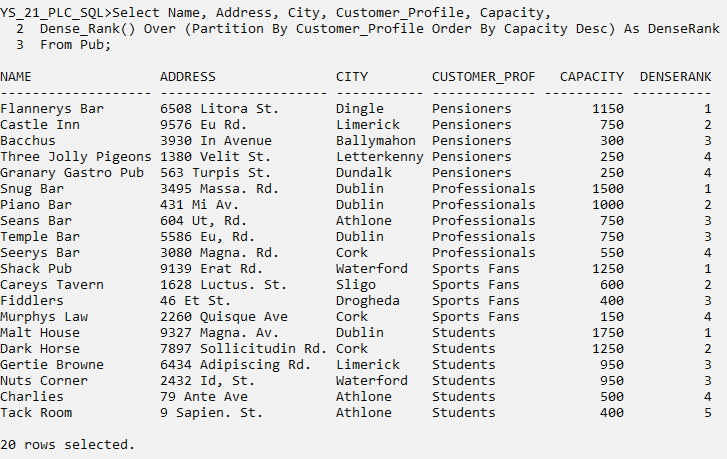 YS_21_PLC_SQL>Select Name, Address, City, Customer_Profile, Capacity,
  2  Dense_Rank() Over (Partition By Customer_Profile Order By Capacity Desc) As DenseRank
  3  From Pub;

NAME                ADDRESS               CITY        CUSTOMER_PROF   CAPACITY  DENSERANK
------------------- --------------------- ----------- ------------- ---------- ----------
Flannerys Bar       6508 Litora St.       Dingle      Pensioners          1150          1
Castle Inn          9576 Eu Rd.           Limerick    Pensioners           750          2
Bacchus             3930 In Avenue        Ballymahon  Pensioners           300          3
Three Jolly Pigeons 1380 Velit St.        Letterkenny Pensioners           250          4
Granary Gastro Pub  563 Turpis St.        Dundalk     Pensioners           250          4
Snug Bar            3495 Massa. Rd.       Dublin      Professionals       1500          1
Piano Bar           431 Mi Av.            Dublin      Professionals       1000          2
Seans Bar           604 Ut, Rd.           Athlone     Professionals        750          3
Temple Bar          5586 Eu, Rd.          Dublin      Professionals        750          3
Seerys Bar          3080 Magna. Rd.       Cork        Professionals        550          4
Shack Pub           9139 Erat Rd.         Waterford   Sports Fans         1250          1
Careys Tavern       1628 Luctus. St.      Sligo       Sports Fans          600          2
Fiddlers            46 Et St.             Drogheda    Sports Fans          400          3
Murphys Law         2260 Quisque Ave      Cork        Sports Fans          150          4
Malt House          9327 Magna. Av.       Dublin      Students            1750          1
Dark Horse          7897 Sollicitudin Rd. Cork        Students            1250          2
Gertie Browne       6434 Adipiscing Rd.   Limerick    Students             950          3
Nuts Corner         2432 Id, St.          Waterford   Students             950          3
Charlies            79 Ante Ave           Athlone     Students             500          4
Tack Room           9 Sapien. St.         Athlone     Students             400          5

20 rows selected.